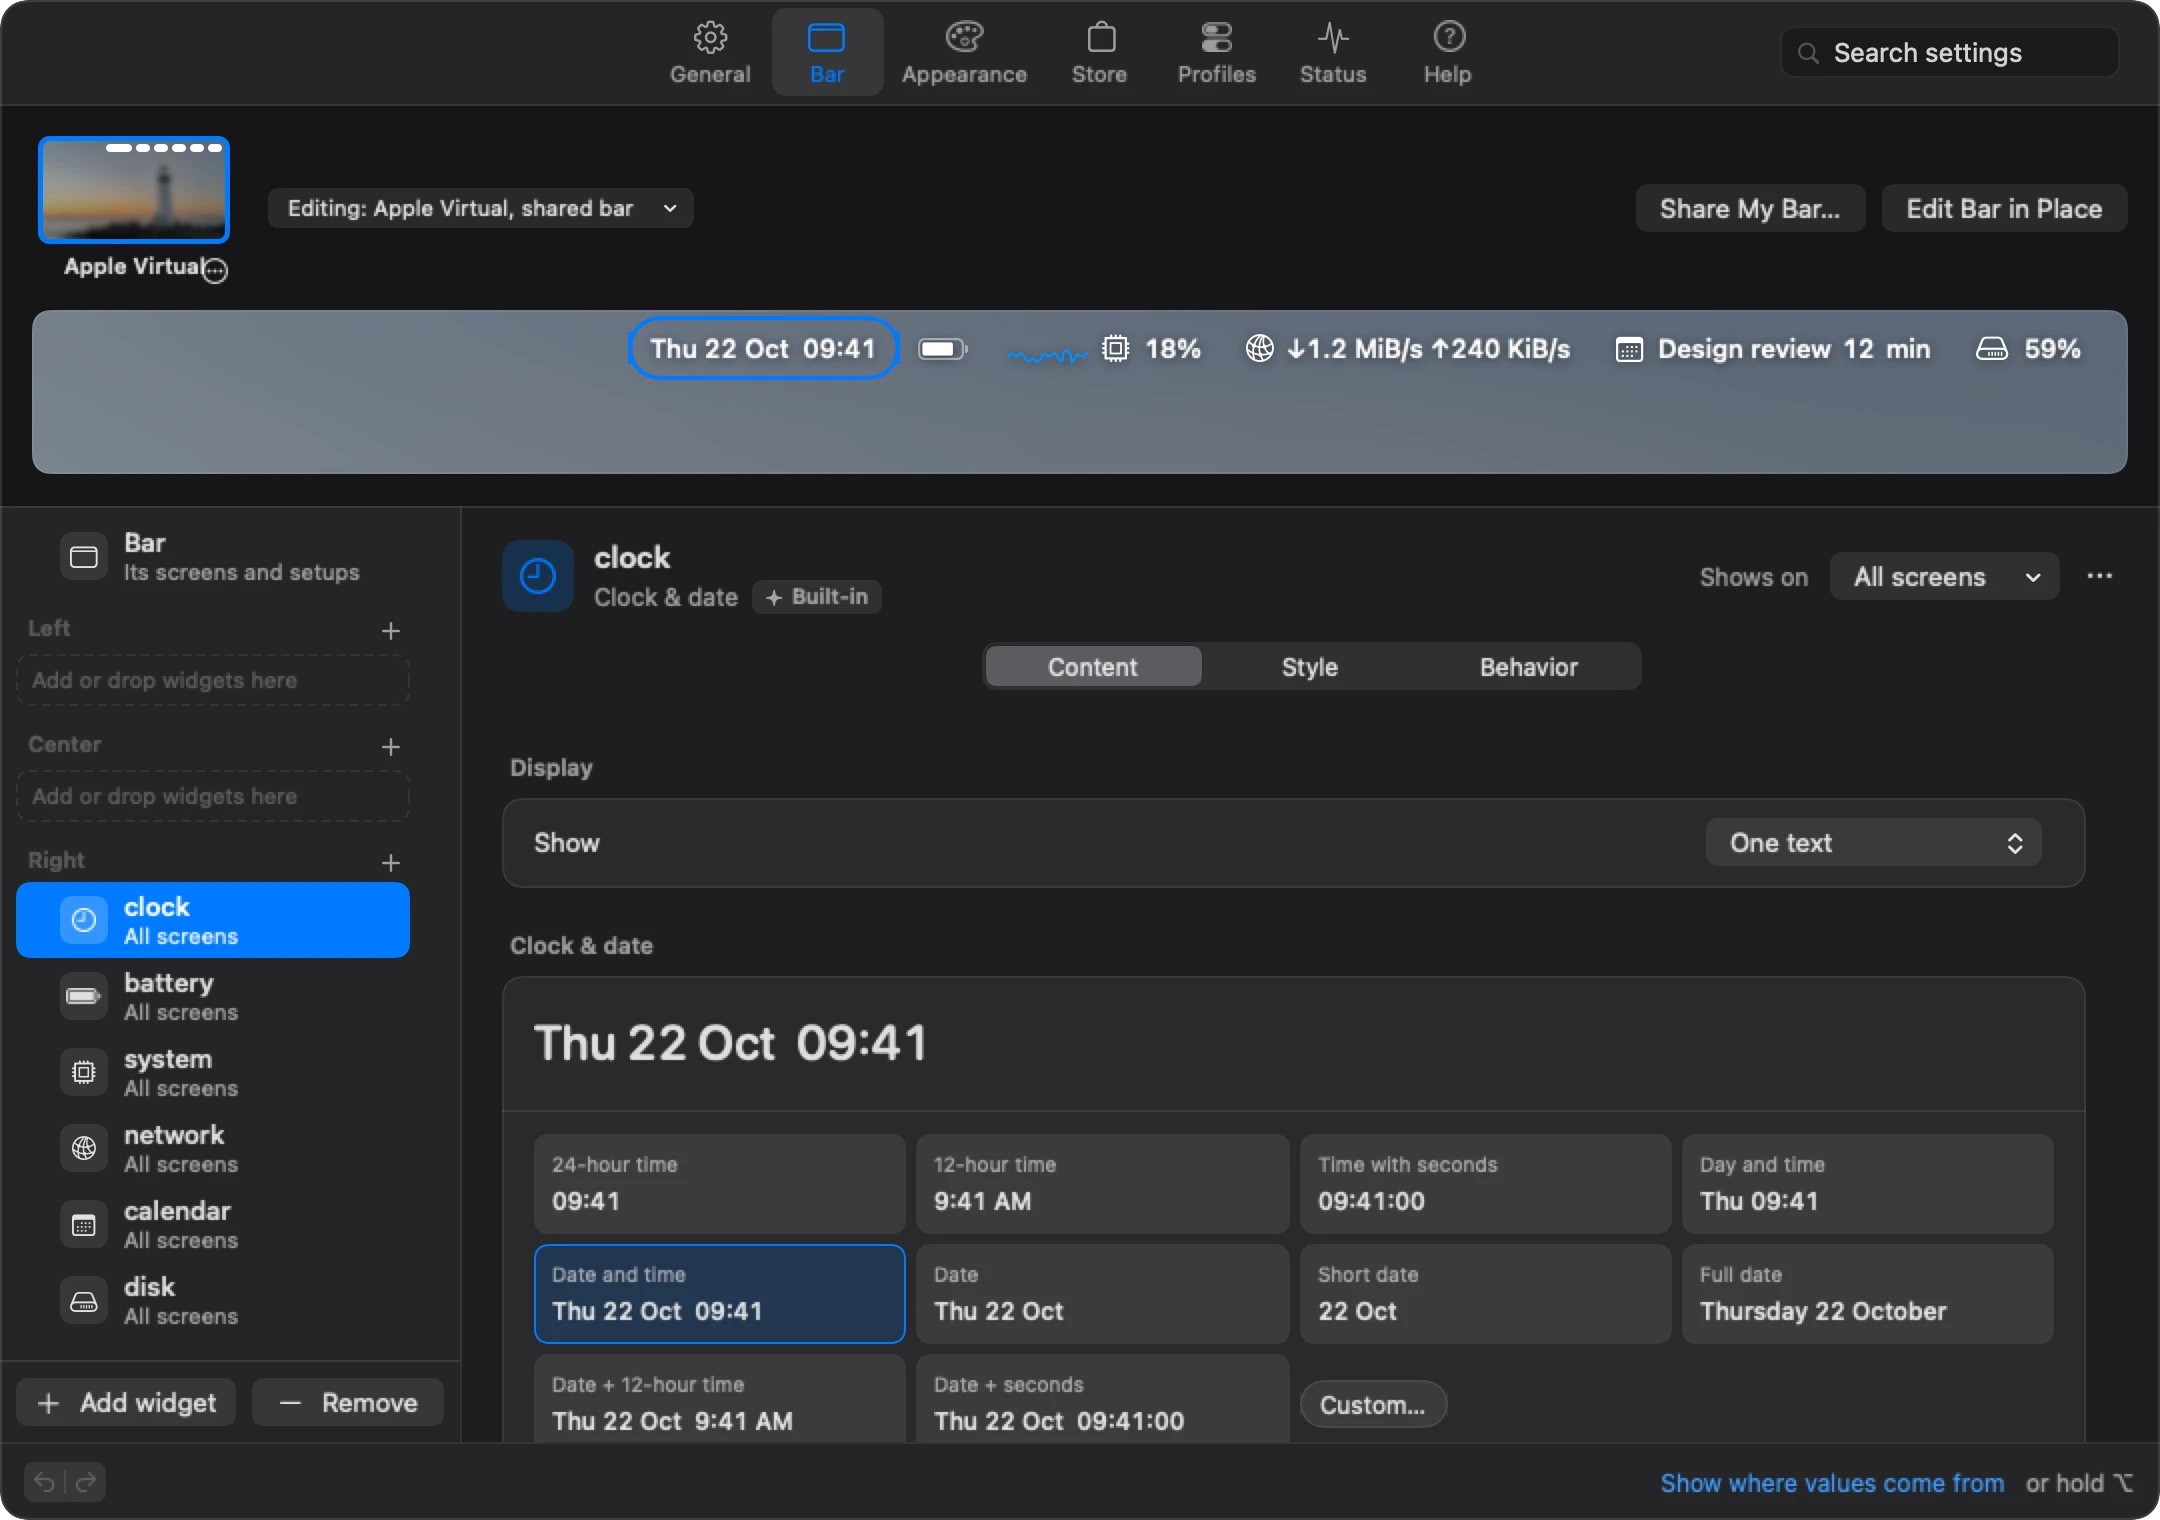 General
Bar
Appearance
Store
Profiles
Status
Help
Search settings
Editing: Apple Virtual, shared bar
Share My Bar...
Edit Bar in Place
Apple Virtual
Thu 22 Oct 09:41
18%
↓1.2 MiB/s ↑240 KiB/s
Design review 12 min
59%
Bar
Its screens and setups
Left
Add or drop widgets here
Center
Add or drop widgets here
Right
clock
All screens
battery
All screens
system
All screens
network
All screens
calendar
All screens
disk
All screens
Add widget
Remove
clock
Clock & date
Built-in
Shows on
All screens
Content
Style
Behavior
Display
Show
One text
Clock & date
Thu 22 Oct 09:41
24-hour time
09:41
12-hour time
9:41 AM
Time with seconds
09:41:00
Day and time
Thu 09:41
Date and time
Thu 22 Oct 09:41
Date
Thu 22 Oct
Short date
22 Oct
Full date
Thursday 22 October
Date + 12-hour time
Thu 22 Oct 9:41 AM
Date + seconds
Thu 22 Oct 09:41:00
Custom...
Show where values come from or hold ⌥